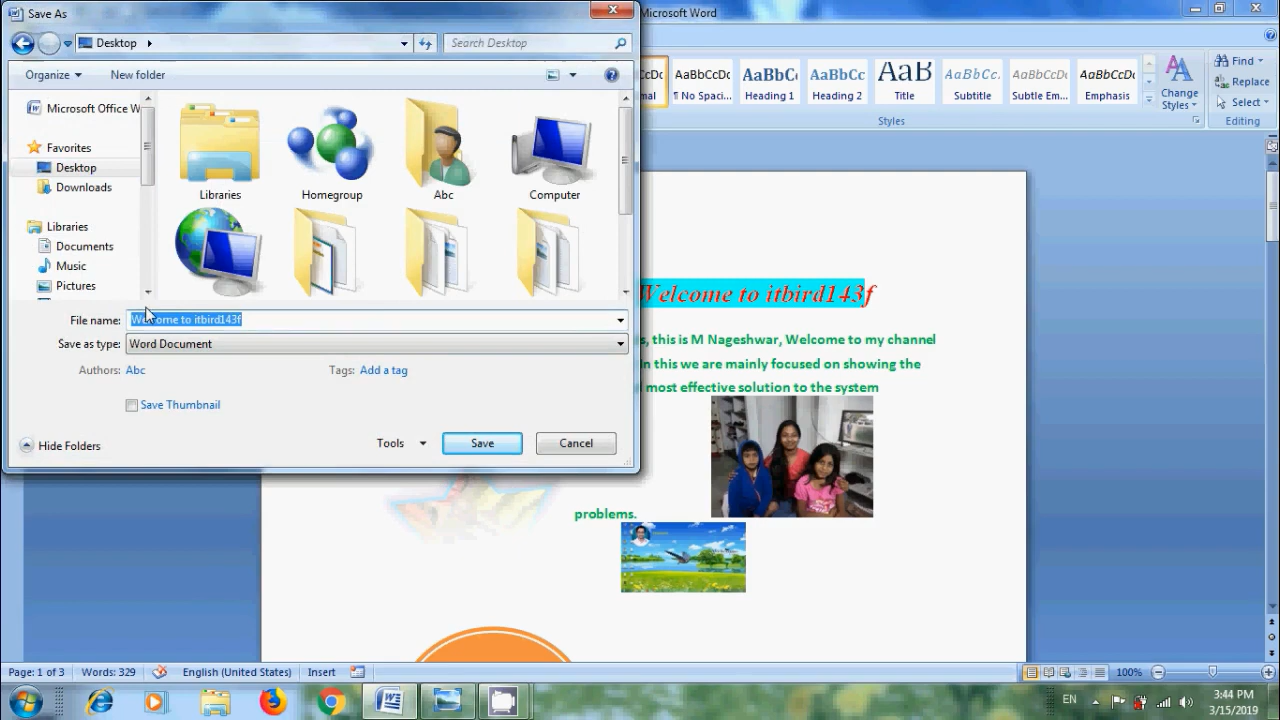 Save As
Microsoft Word
Desktop
Search Desktop
Organize
New folder
Microsoft Office W
Favorites
Desktop
Downloads
Libraries
Documents
Music
Pictures
Libraries
Homegroup
Abc
Computer
File name:
Welcome to itbird143f
Save as type:
Word Document
Authors:
Abc
Tags:
Add a tag
Save Thumbnail
Hide Folders
Tools
Save
Cancel
AaBbCcDc
¶ No Spaci...
AaBbC
Heading 1
AaBbCc
Heading 2
AaB
Title
AaBbCc.
Subtitle
AaBbCcDc
Subtle Em...
AaBbCcDc
Emphasis
Change
Styles
Styles
Find
Replace
Select
Editing
Welcome to itbird143f
s, this is M Nageshwar, Welcome to my channel
In this we are mainly focused on showing the
most effective solution to the system
problems.
Page: 1 of 3
Words: 329
English (United States)
Insert
100%
EN
3:44 PM
3/15/2019